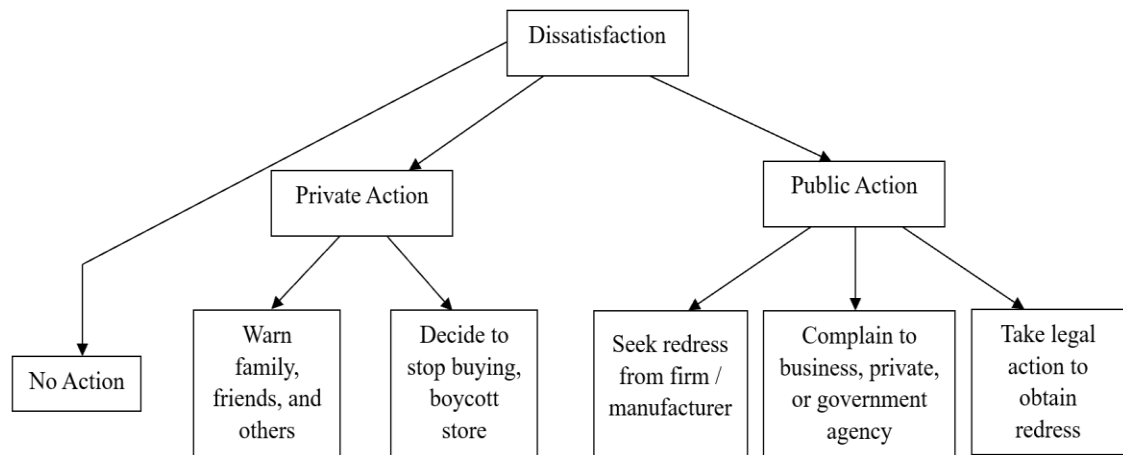 Dissatisfaction
Private Action
Public Action
No Action
Warn
family,
friends, and
others
Decide to
stop buying,
boycott
store
Seek redress
from firm /
manufacturer
Complain to
business, private,
or government
agency
Take legal
action to
obtain
redress